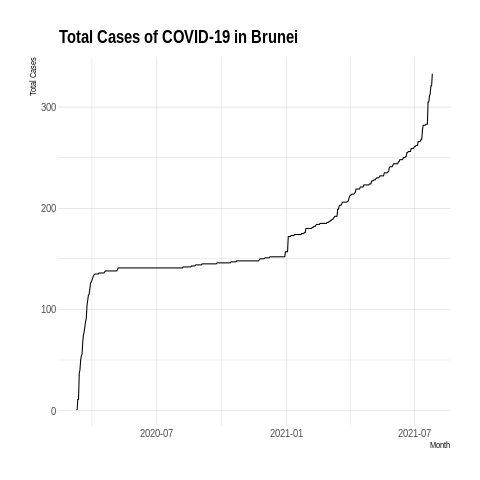 Total Cases of COVID-19 in Brunei
Total Cases
300
200
100
0
2020-07
2021-01
2021-07
Month